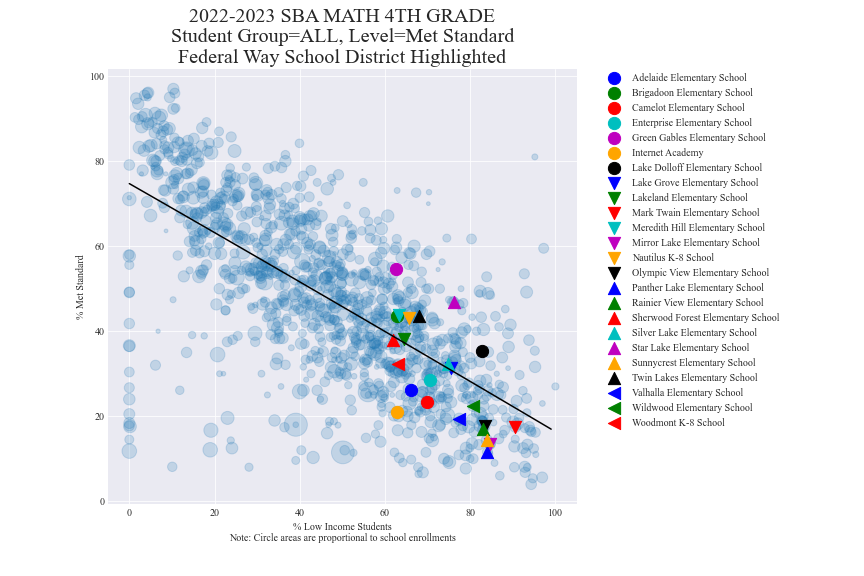 2022-2023 SBA MATH 4TH GRADE
Student Group=ALL, Level=Met Standard
Federal Way School District Highlighted
% Met Standard
100
80
60
40
20
0
0 20 40 60 80 100
% Low Income Students
Note: Circle areas are proportional to school enrollments
Adelaide Elementary School
Brigadoon Elementary School
Camelot Elementary School
Enterprise Elementary School
Green Gables Elementary School
Internet Academy
Lake Dolloff Elementary School
Lake Grove Elementary School
Lakeland Elementary School
Mark Twain Elementary School
Meredith Hill Elementary School
Mirror Lake Elementary School
Nautilus K-8 School
Olympic View Elementary School
Panther Lake Elementary School
Rainier View Elementary School
Sherwood Forest Elementary School
Silver Lake Elementary School
Star Lake Elementary School
Sunnycrest Elementary School
Twin Lakes Elementary School
Valhalla Elementary School
Wildwood Elementary School
Woodmont K-8 School